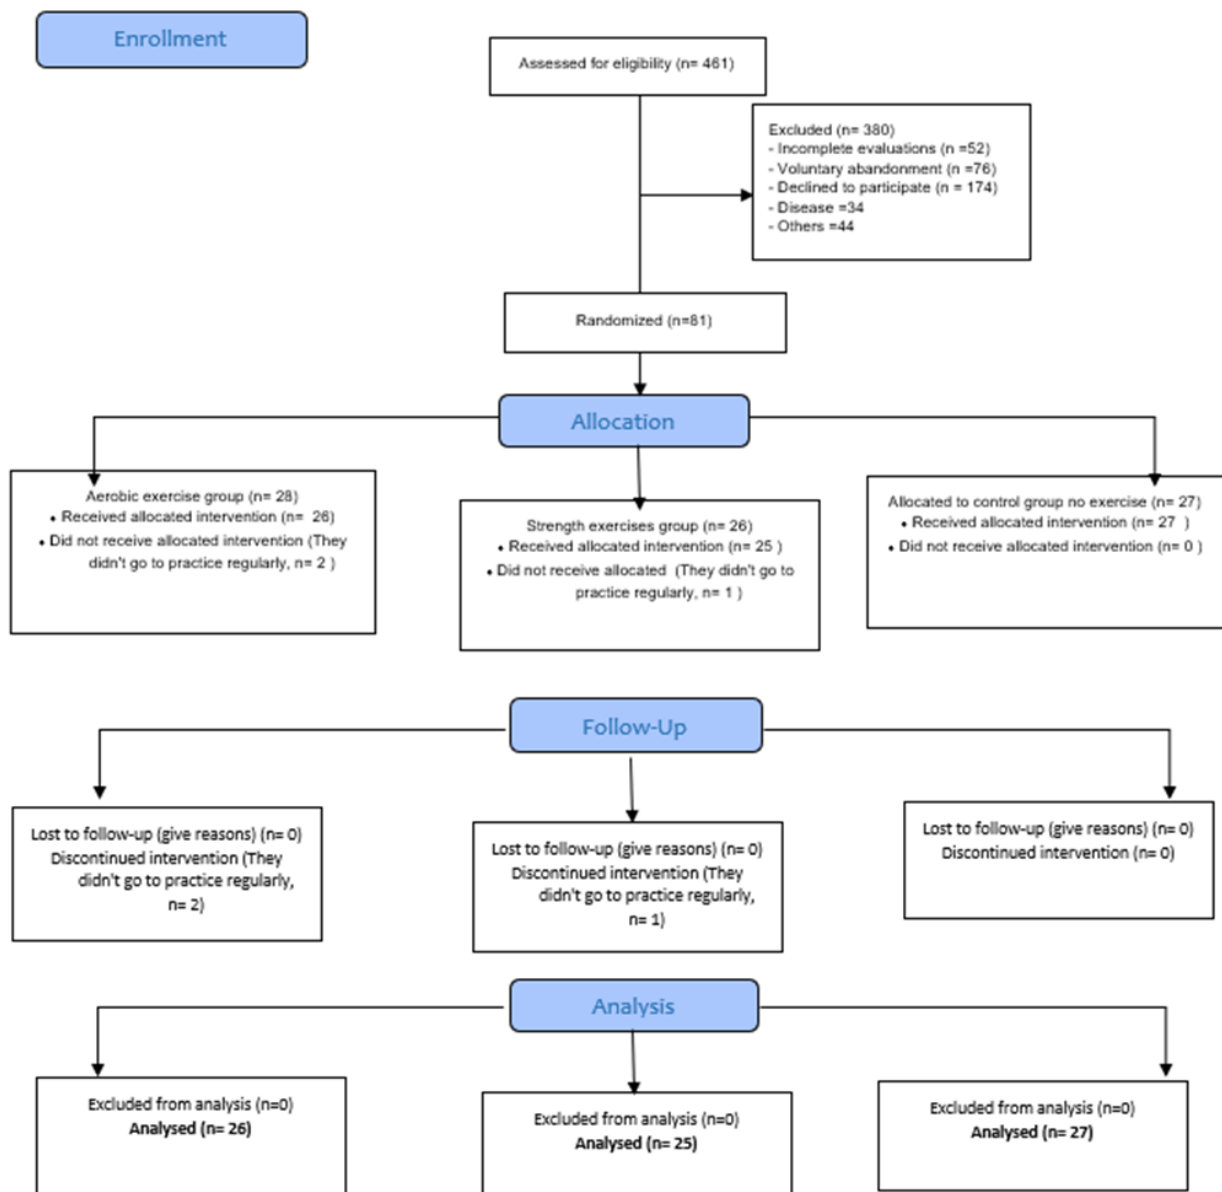 Enrollment
Assessed for eligibility (n= 461)
Excluded (n= 380)
- Incomplete evaluations (n =52)
- Voluntary abandonment (n =76)
- Declined to participate (n = 174)
- Disease =34
- Others =44
Randomized (n=81)
Allocation
Aerobic exercise group (n= 28)
• Received allocated intervention (n=  26)
• Did not receive allocated intervention (They
didn't go to practice regularly, n= 2 )
Strength exercises group (n= 26)
• Received allocated intervention (n= 25 )
• Did not receive allocated  (They didn't go to
practice regularly, n= 1 )
Allocated to control group no exercise (n= 27)
• Received allocated intervention (n= 27  )
• Did not receive allocated intervention (n= 0 )
Follow-Up
Lost to follow-up (give reasons) (n= 0)
Discontinued intervention (They
didn't go to practice regularly,
n= 2)
Lost to follow-up (give reasons) (n= 0)
Discontinued intervention (They
didn't go to practice regularly,
n= 1)
Lost to follow-up (give reasons) (n= 0)
Discontinued intervention (n= 0)
Analysis
Excluded from analysis (n=0)
Analysed (n= 26)
Excluded from analysis (n=0)
Analysed (n= 25)
Excluded from analysis (n=0)
Analysed (n= 27)